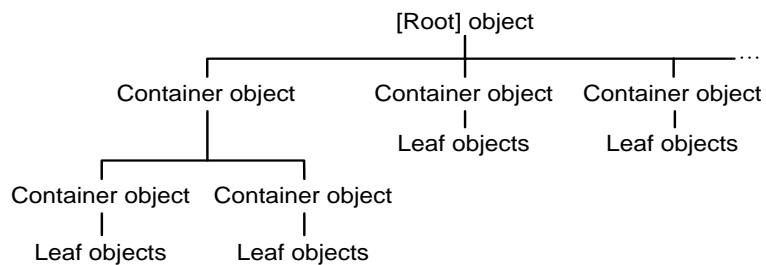 [Root] object
...
Container object Container object Container object
Leaf objects Leaf objects
Container object Container object
Leaf objects Leaf objects